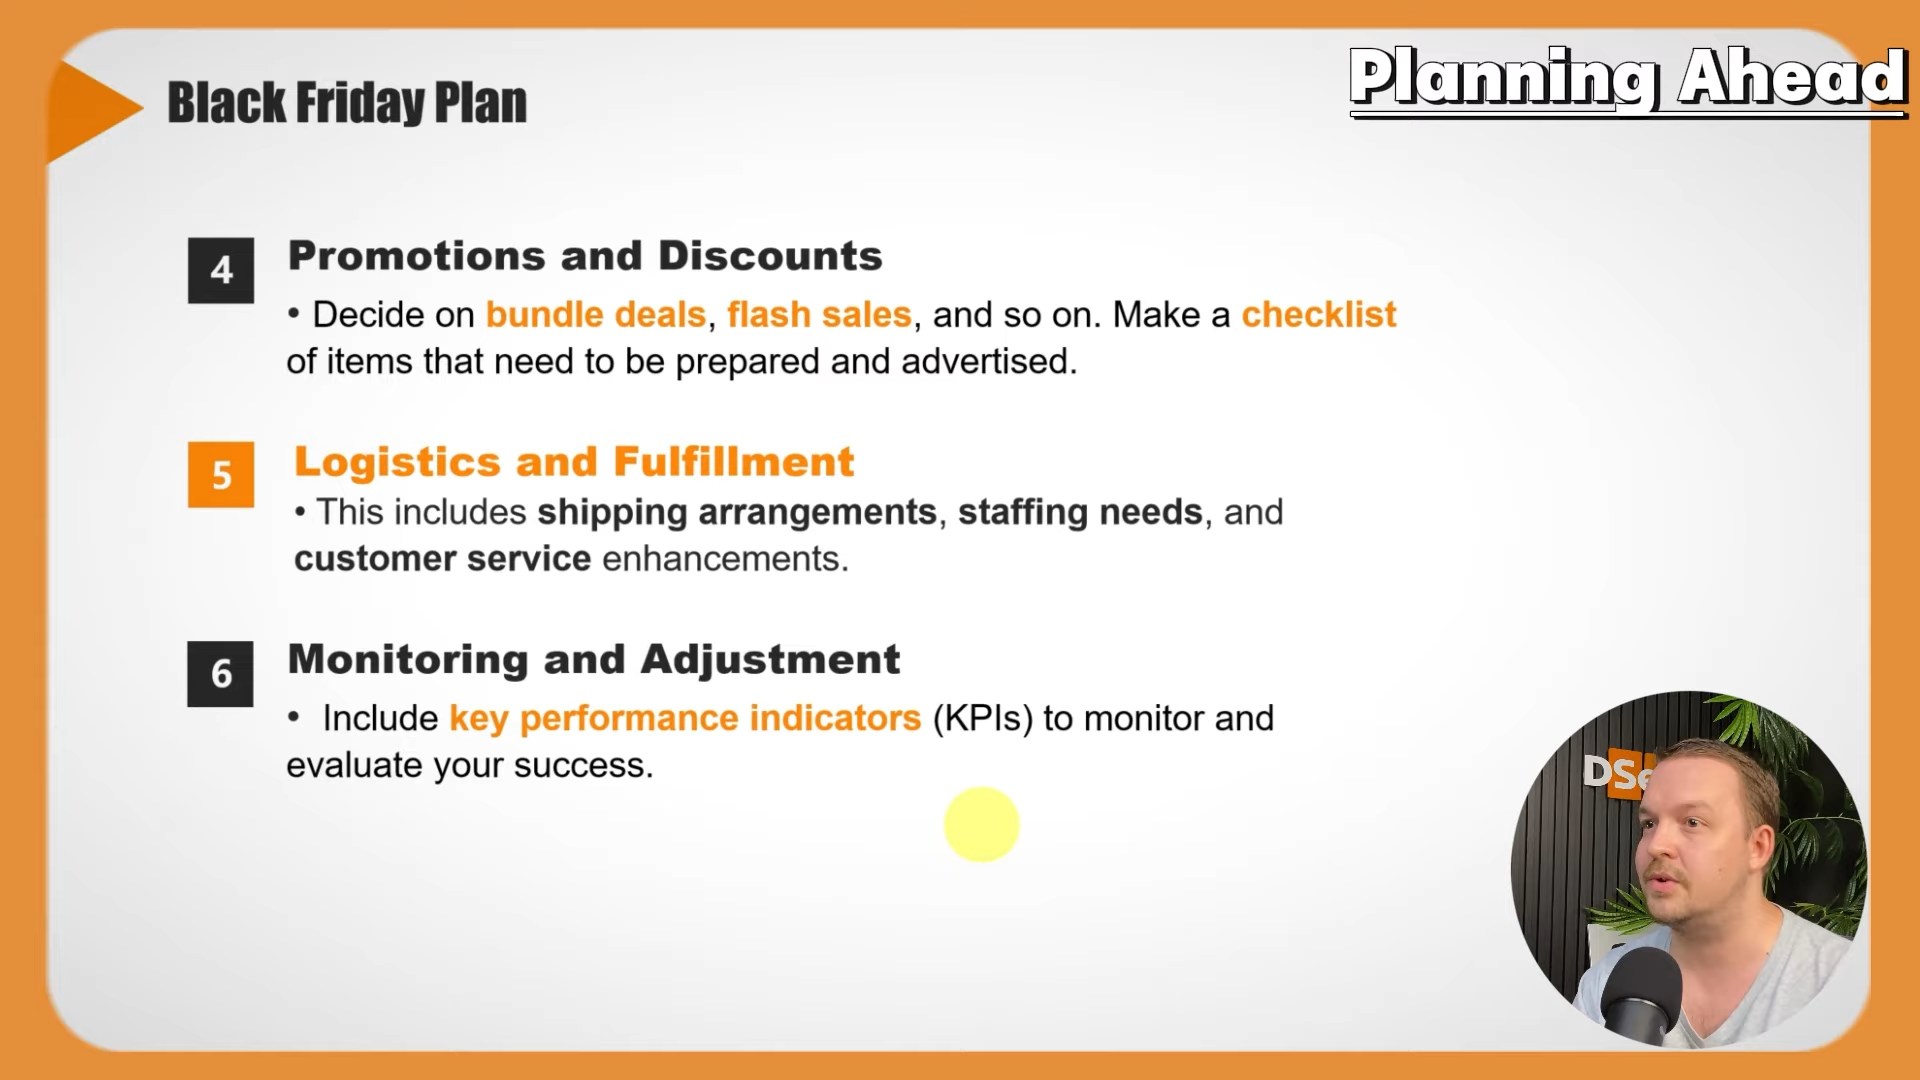 Planning Ahead
Black Friday Plan
4
Promotions and Discounts
• Decide on bundle deals, flash sales, and so on. Make a checklist
of items that need to be prepared and advertised.
5
Logistics and Fulfillment
• This includes shipping arrangements, staffing needs, and
customer service enhancements.
6
Monitoring and Adjustment
• Include key performance indicators (KPIs) to monitor and
evaluate your success.